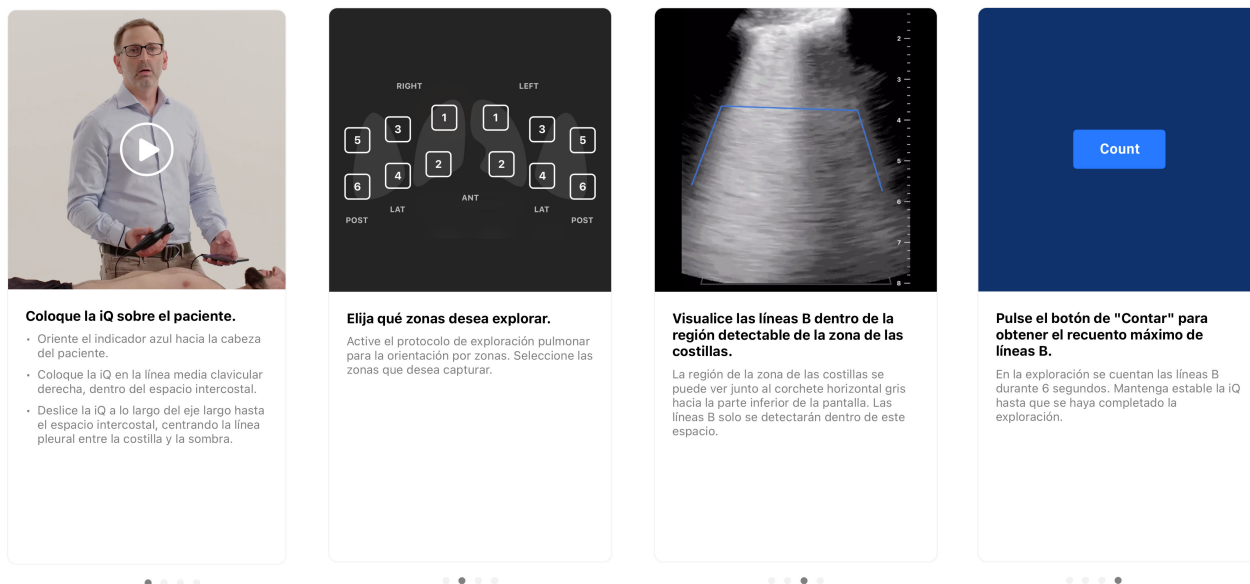 Coloque la iQ sobre el paciente.
• Oriente el indicador azul hacia la cabeza
del paciente.
• Coloque la iQ en la línea media clavicular
derecha, dentro del espacio intercostal.
• Deslice la iQ a lo largo del eje largo hasta
el espacio intercostal, centrando la línea
pleural entre la costilla y la sombra.
RIGHT LEFT
1 1
3 3
5 5
2 2
4 4
6 6
ANT
LAT LAT
POST POST
Elija qué zonas desea explorar.
Active el protocolo de exploración pulmonar
para la orientación por zonas. Seleccione las
zonas que desea capturar.
2
3
4
5
6
7
8
Visualice las líneas B dentro de la
región detectable de la zona de las
costillas.
La región de la zona de las costillas se
puede ver junto al corchete horizontal gris
hacia la parte inferior de la pantalla. Las
líneas B solo se detectarán dentro de este
espacio.
Count
Pulse el botón de "Contar" para
obtener el recuento máximo de
líneas B.
En la exploración se cuentan las líneas B
durante 6 segundos. Mantenga estable la iQ
hasta que se haya completado la
exploración.